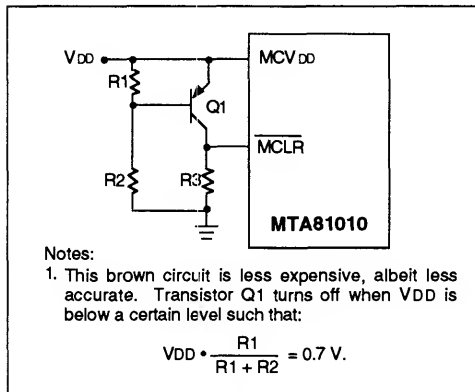 VDD
MCVDD
R1
Q1
MCLR
R2
R3
MTA81010
Notes:
1. This brown circuit is less expensive, albeit less
accurate. Transistor Q1 turns off when VDD is
below a certain level such that:
VDD • R1 / (R1 + R2) = 0.7 V.